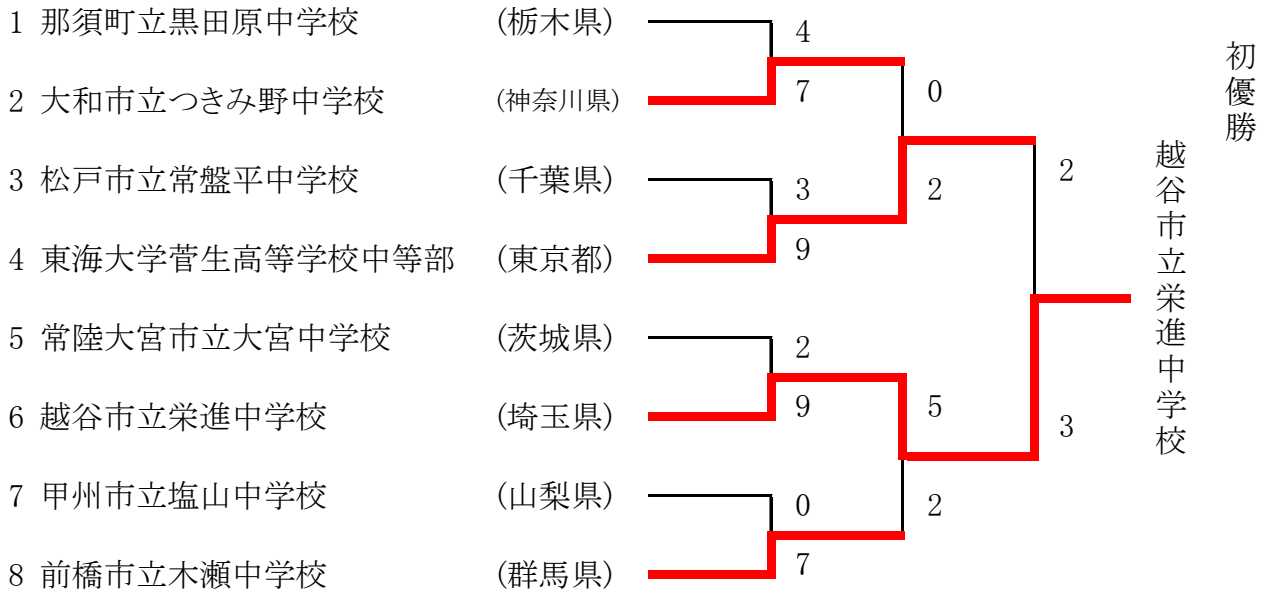 1 那須町立黒田原中学校 (栃木県)
4
2 大和市立つきみ野中学校 (神奈川県)
7
0
3 松戸市立常盤平中学校 (千葉県)
3
2
2
4 東海大学菅生高等学校中等部 (東京都)
9
5 常陸大宮市立大宮中学校 (茨城県)
2
6 越谷市立栄進中学校 (埼玉県)
9
5
3
7 甲州市立塩山中学校 (山梨県)
0
2
8 前橋市立木瀬中学校 (群馬県)
7
初優勝
越谷市立栄進中学校